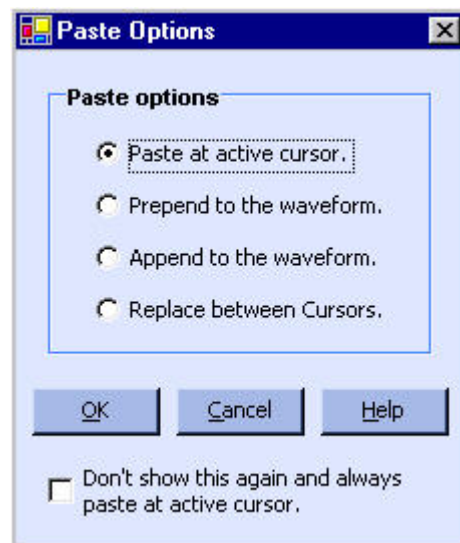 Paste Options
Paste options
Paste at active cursor.
Prepend to the waveform.
Append to the waveform.
Replace between Cursors.
OK
Cancel
Help
Don't show this again and always
paste at active cursor.